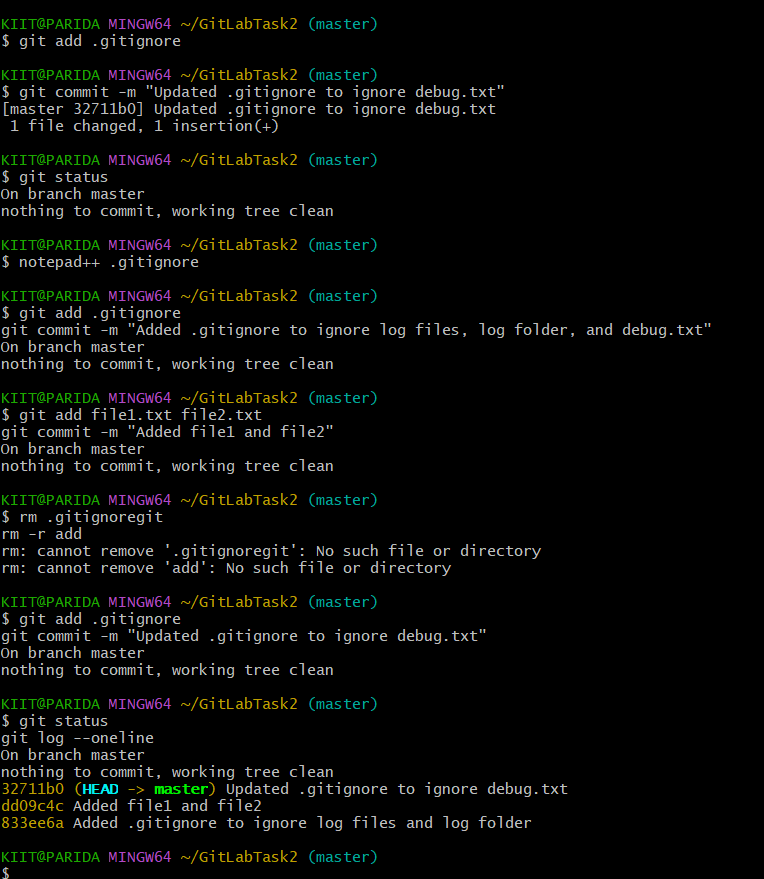 KIIT@PARIDA MINGW64 ~/GitLabTask2 (master)
$ git add .gitignore
KIIT@PARIDA MINGW64 ~/GitLabTask2 (master)
$ git commit -m "Updated .gitignore to ignore debug.txt"
[master 32711b0] Updated .gitignore to ignore debug.txt
 1 file changed, 1 insertion(+)
KIIT@PARIDA MINGW64 ~/GitLabTask2 (master)
$ git status
On branch master
nothing to commit, working tree clean
KIIT@PARIDA MINGW64 ~/GitLabTask2 (master)
$ notepad++ .gitignore
KIIT@PARIDA MINGW64 ~/GitLabTask2 (master)
$ git add .gitignore
git commit -m "Added .gitignore to ignore log files, log folder, and debug.txt"
On branch master
nothing to commit, working tree clean
KIIT@PARIDA MINGW64 ~/GitLabTask2 (master)
$ git add file1.txt file2.txt
git commit -m "Added file1 and file2"
On branch master
nothing to commit, working tree clean
KIIT@PARIDA MINGW64 ~/GitLabTask2 (master)
$ rm .gitignoregit
rm -r add
rm: cannot remove '.gitignoregit': No such file or directory
rm: cannot remove 'add': No such file or directory
KIIT@PARIDA MINGW64 ~/GitLabTask2 (master)
$ git add .gitignore
git commit -m "Updated .gitignore to ignore debug.txt"
On branch master
nothing to commit, working tree clean
KIIT@PARIDA MINGW64 ~/GitLabTask2 (master)
$ git status
git log --oneline
On branch master
nothing to commit, working tree clean
32711b0 (HEAD -> master) Updated .gitignore to ignore debug.txt
dd09c4c Added file1 and file2
833ee6a Added .gitignore to ignore log files and log folder
KIIT@PARIDA MINGW64 ~/GitLabTask2 (master)
$